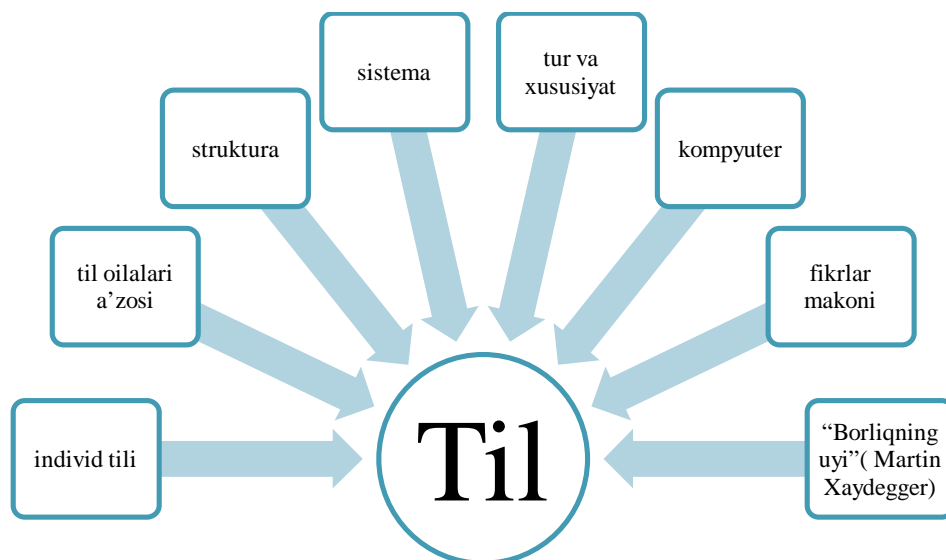 sistema
tur va
xususiyat
struktura
kompyuter
til oilalari
a’zosi
fikrlar
makoni
individ tili
Til
“Borliqning
uyi”( Martin
Xaydegger)